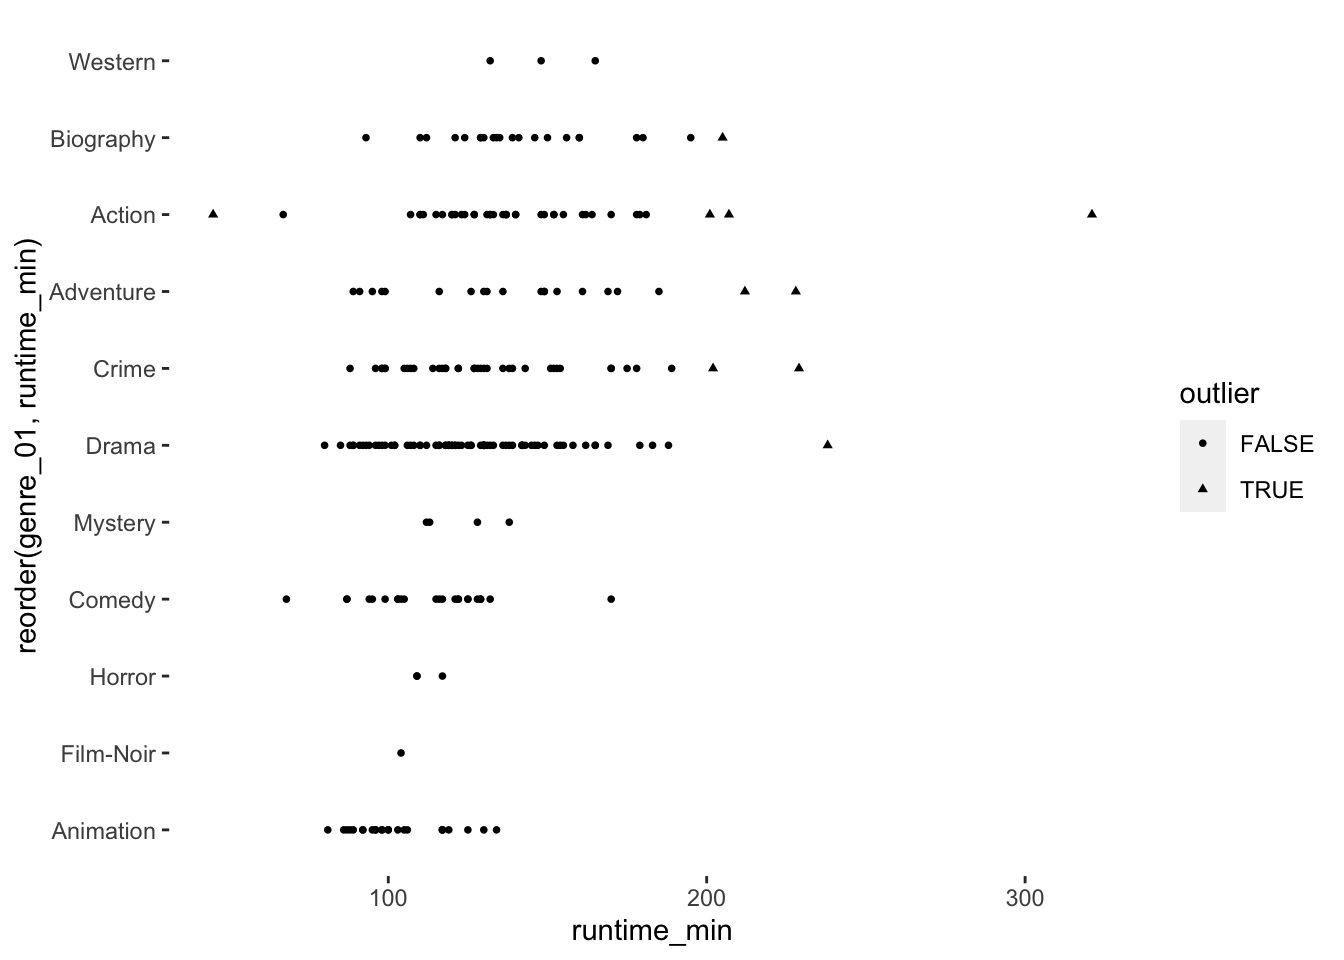 Western
Biography
Action
Adventure
Crime
Drama
Mystery
Comedy
Horror
Film-Noir
Animation
reorder(genre_01, runtime_min)
100
200
300
runtime_min
outlier
FALSE
TRUE